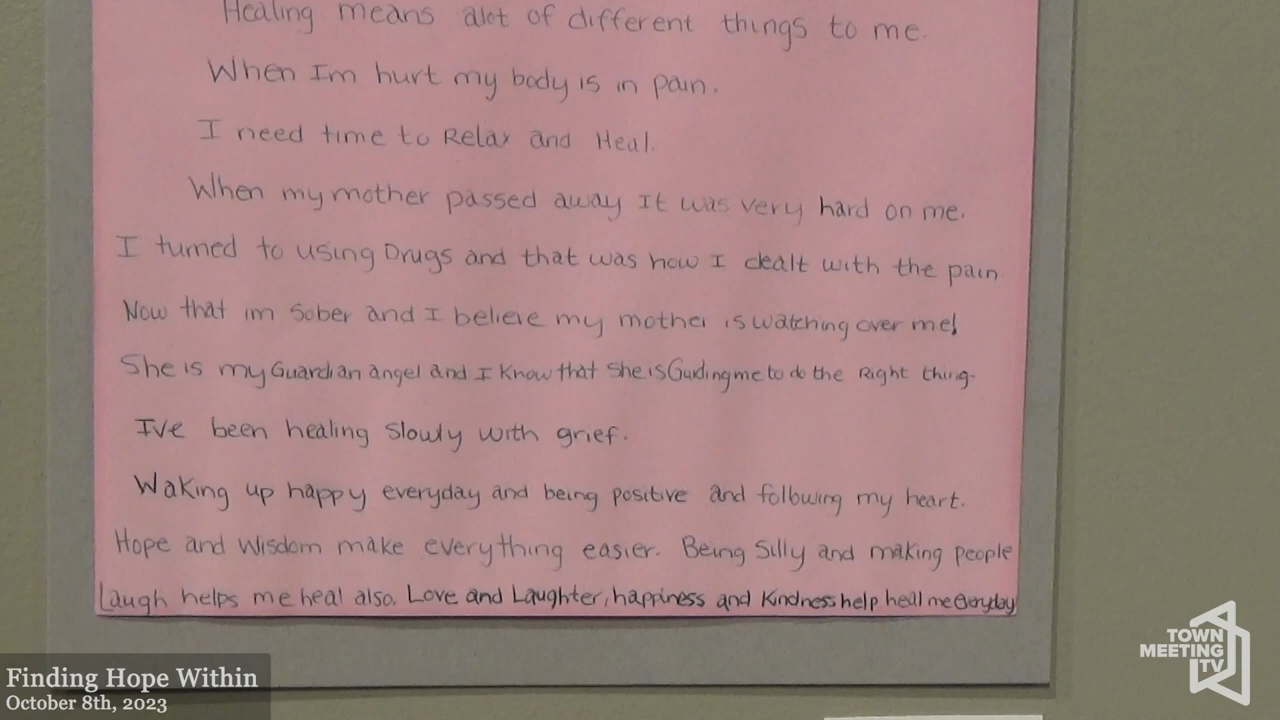 Healing means alot of different things to me.
When Im hurt my body is in pain.
I need time to Relax and Heal.
When my mother passed away It was very hard on me.
I turned to using Drugs and that was how I dealt with the pain
Now that im Sober and I believe my mother is watching over me!
She is my Guardian angel and I Know that She is Guiding me to do the Right thing.
I've been healing Slowly with grief.
Waking up happy everyday and being positive and following my heart.
Hope and Wisdom make everything easier. Being Silly and making people
Laugh helps me heal also. Love and Laughter, happiness and Kindness help heal me Everyday
TOWN
MEETING
TV
Finding Hope Within
October 8th, 2023